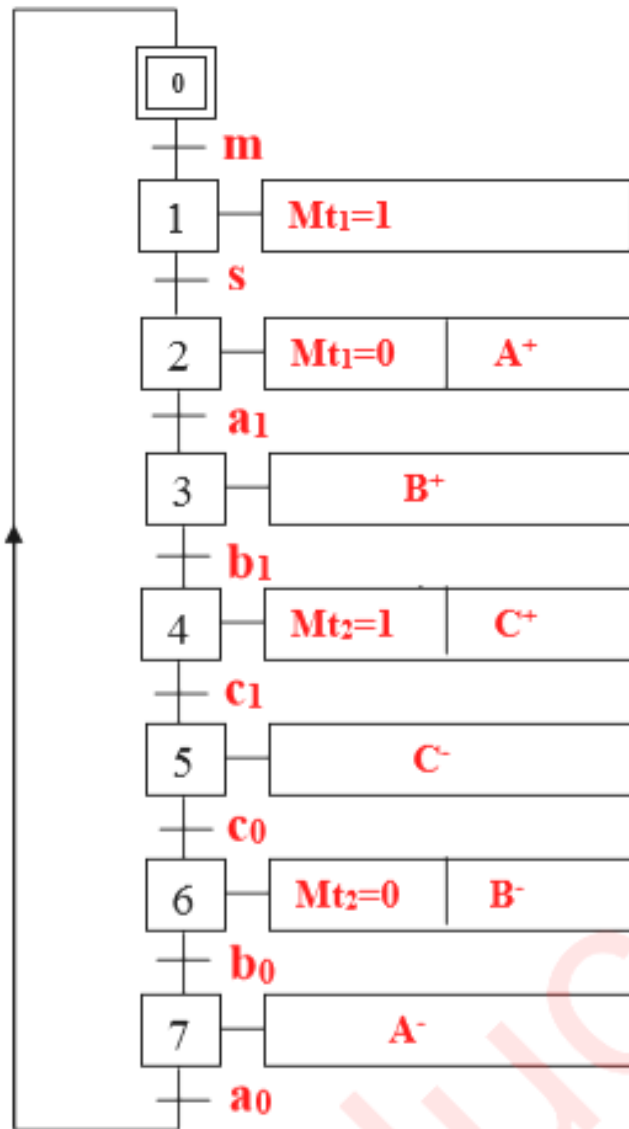 0
m
1 Mt₁=1
s
2 Mt₁=0 A⁺
a₁
3 B⁺
b₁
4 Mt₂=1 C⁺
c₁
5 C⁻
c₀
6 Mt₂=0 B⁻
b₀
7 A⁻
a₀